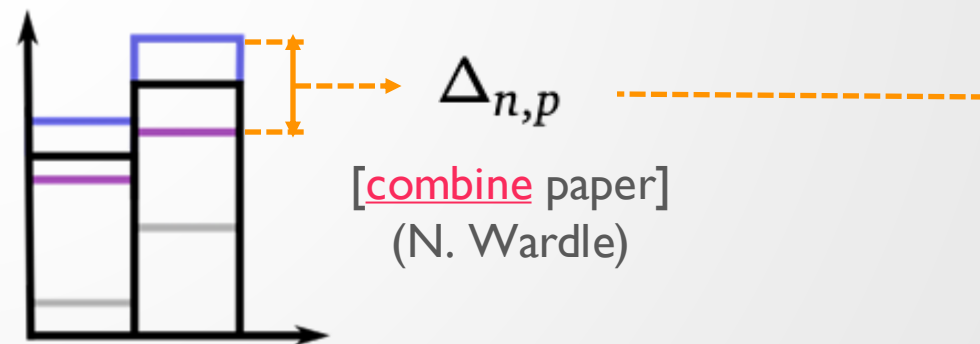 Δn,p
[combine paper]
(N. Wardle)